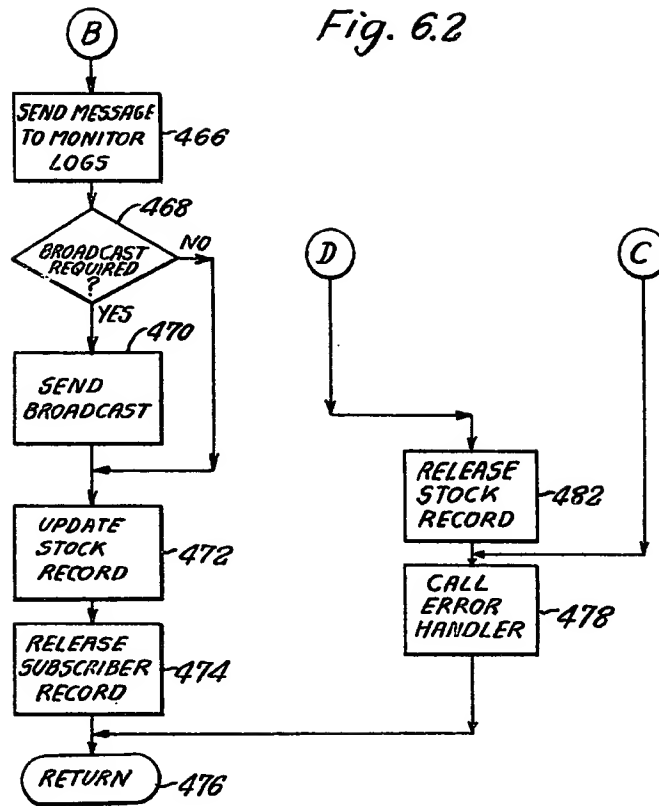 Fig. 6.2
B
SEND MESSAGE
TO MONITOR
LOGS
466
468
BROADCAST
REQUIRED
?
NO
YES
470
SEND
BROADCAST
UPDATE
STOCK
RECORD
472
RELEASE
SUBSCRIBER
RECORD
474
RETURN
476
D
C
RELEASE
STOCK
RECORD
482
CALL
ERROR
HANDLER
478